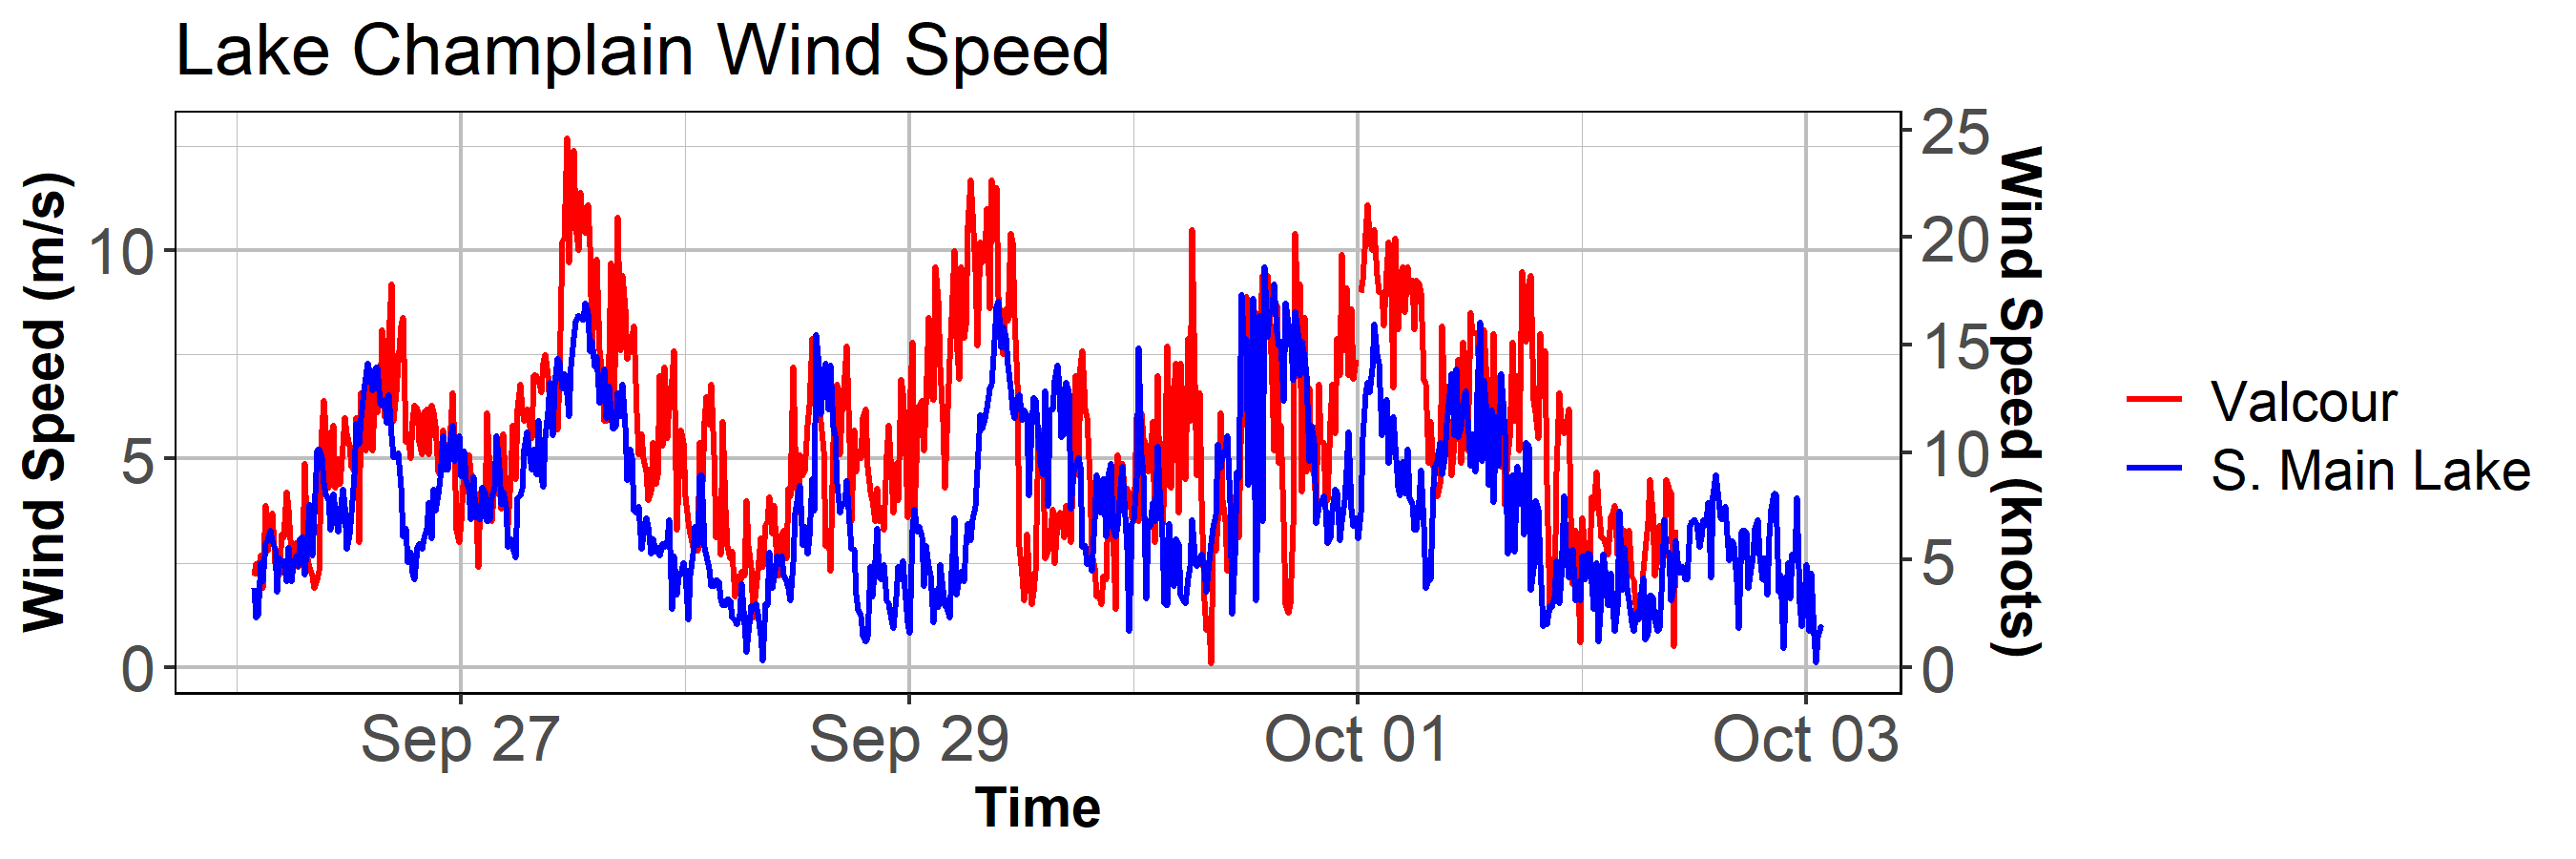 Lake Champlain Wind Speed
Wind Speed (m/s)
10
5
0
25
20
15
10
5
0
Wind Speed (knots)
Sep 27
Sep 29
Oct 01
Oct 03
Time
Valcour
S. Main Lake